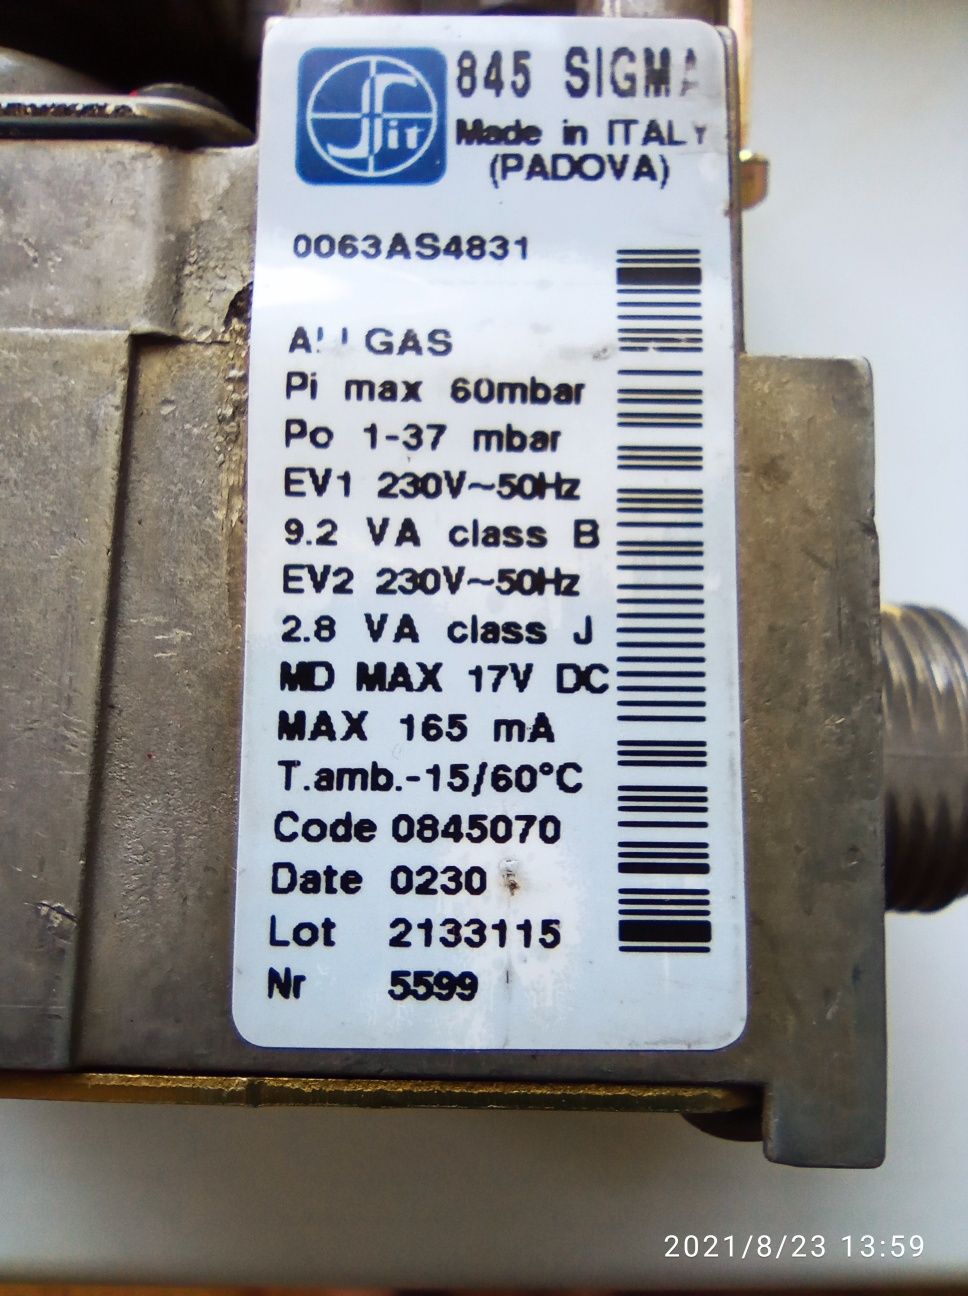 Sit
845 SIGMA
Made in ITALY
(PADOVA)
0063AS4831
ALL GAS
Pi max 60mbar
Po 1-37 mbar
EV1 230V~50Hz
9.2 VA class B
EV2 230V~50Hz
2.8 VA class J
MD MAX 17V DC
MAX 165 mA
T.amb.-15/60°C
Code 0845070
Date 0230
Lot 2133115
Nr 5599
2021/8/23 13:59